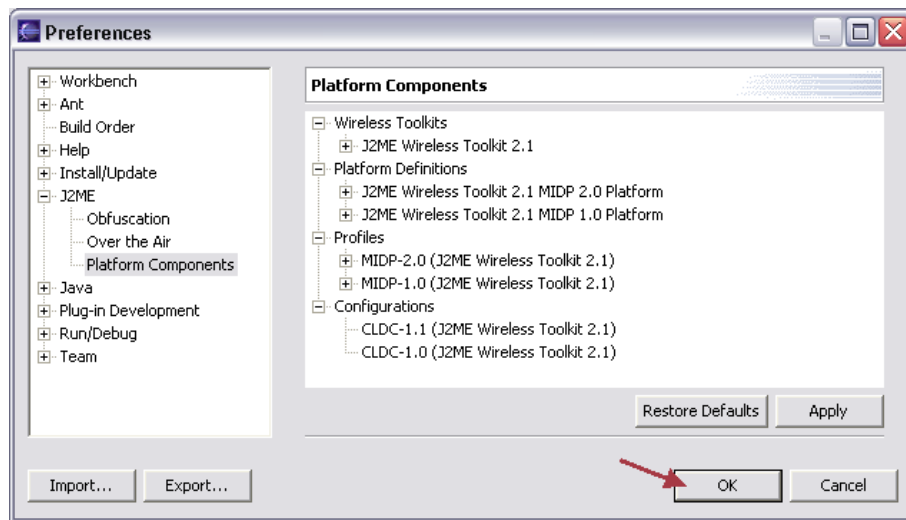 Preferences
Workbench
Ant
Build Order
Help
Install/Update
J2ME
Obfuscation
Over the Air
Platform Components
Java
Plug-in Development
Run/Debug
Team
Platform Components
Wireless Toolkits
J2ME Wireless Toolkit 2.1
Platform Definitions
J2ME Wireless Toolkit 2.1 MIDP 2.0 Platform
J2ME Wireless Toolkit 2.1 MIDP 1.0 Platform
Profiles
MIDP-2.0 (J2ME Wireless Toolkit 2.1)
MIDP-1.0 (J2ME Wireless Toolkit 2.1)
Configurations
CLDC-1.1 (J2ME Wireless Toolkit 2.1)
CLDC-1.0 (J2ME Wireless Toolkit 2.1)
Restore Defaults Apply
Import... Export... OK Cancel